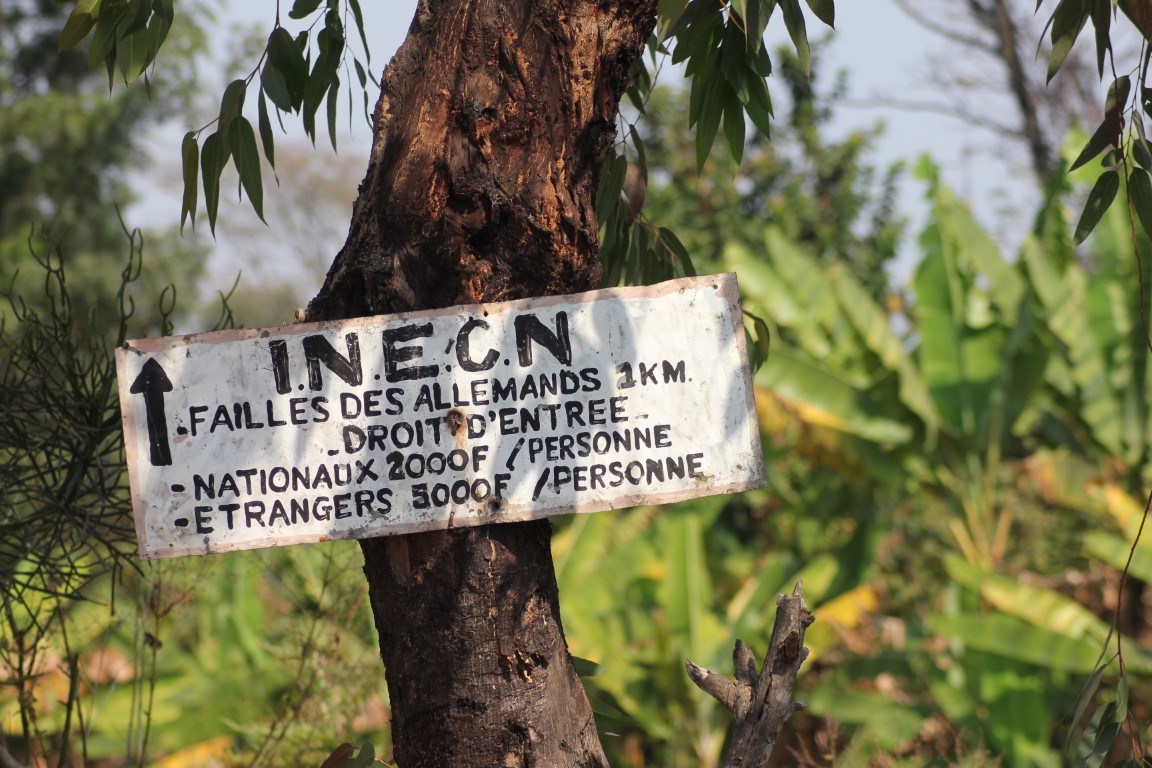 I.N.E.C.N
.FAILLES DES ALLEMANDS 1KM.
-DROIT D'ENTREE-
-NATIONAUX 2000F /PERSONNE
-ETRANGERS 5000F /PERSONNE